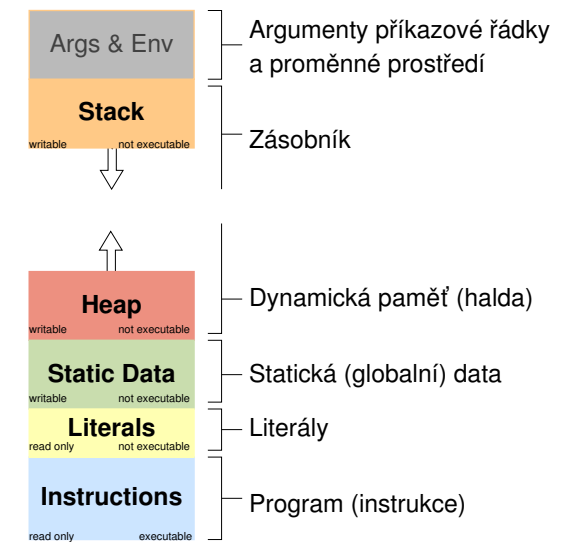 Args & Env
Argumenty příkazové řádky
a proměnné prostředí
Stack
writable not executable
Zásobník
Heap
writable not executable
Dynamická paměť (halda)
Static Data
writable not executable
Statická (globalní) data
Literals
read only not executable
Literály
Instructions
read only executable
Program (instrukce)